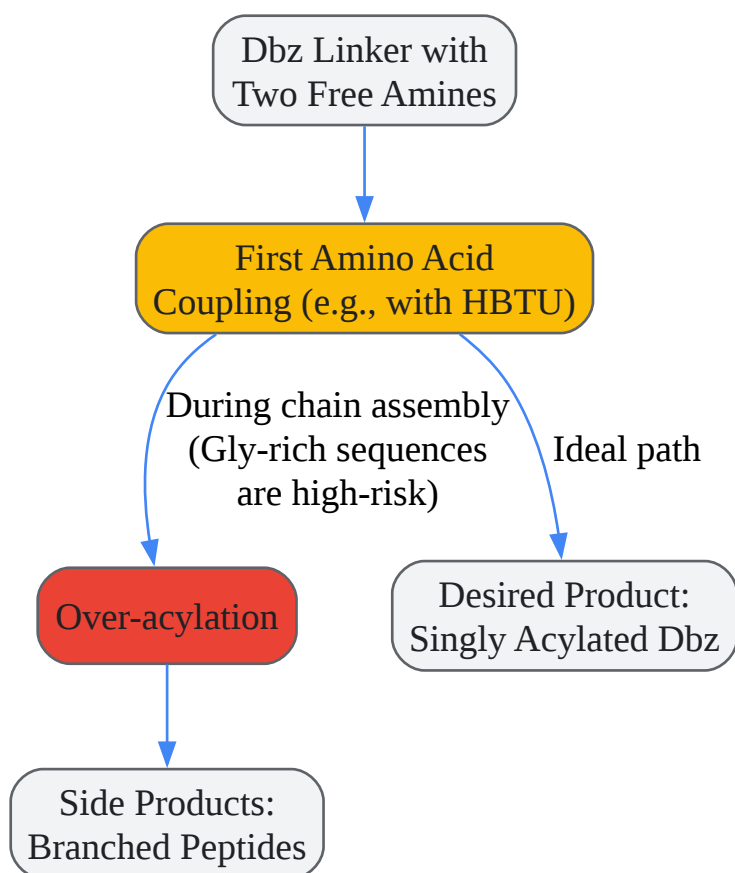 Dbz Linker with
Two Free Amines
First Amino Acid
Coupling (e.g., with HBTU)
During chain assembly
(Gly-rich sequences
are high-risk)
Ideal path
Over-acylation
Desired Product:
Singly Acylated Dbz
Side Products:
Branched Peptides